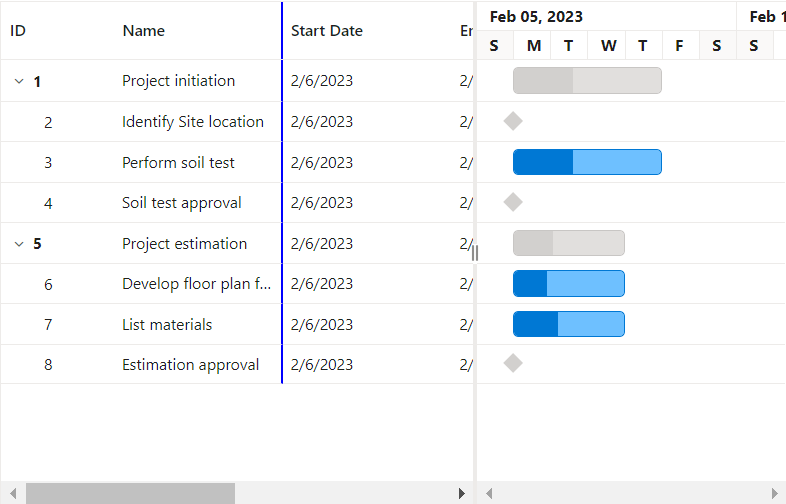 ID Name Start Date Feb 05, 2023
S M T W T F S S
1 Project initiation 2/6/2023 2/
2 Identify Site location 2/6/2023 2/
3 Perform soil test 2/6/2023 2/
4 Soil test approval 2/6/2023 2/
5 Project estimation 2/6/2023 2/
6 Develop floor plan f... 2/6/2023 2/
7 List materials 2/6/2023 2/
8 Estimation approval 2/6/2023 2/